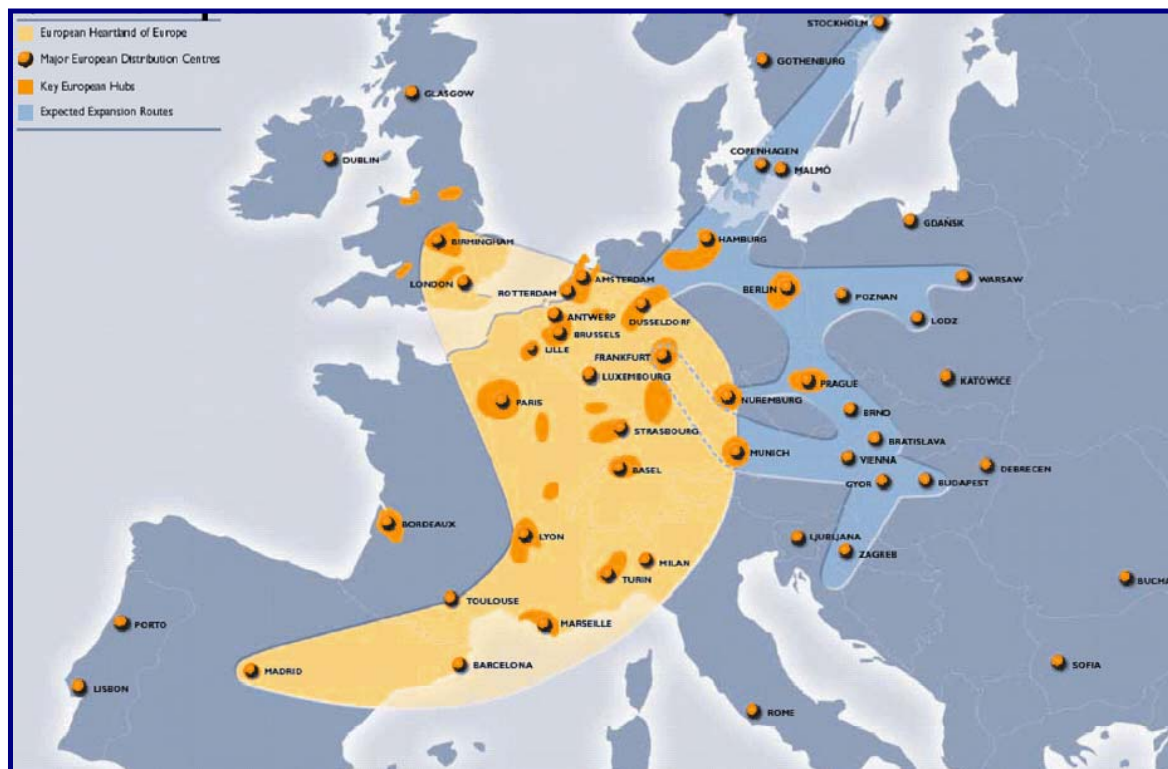 European Heartland of Europe
Major European Distribution Centres
Key European Hubs
Expected Expansion Routes
STOCKHOLM
GOTHENBURG
GLASGOW
COPENHAGEN
DUBLIN
MALMÖ
GDAŃSK
BIRMINGHAM
HAMBURG
AMSTERDAM
WARSAW
LONDON
ROTTERDAM
BERLIN
POZNAN
ANTWERP
DUSSELDORF
LODZ
BRUSSELS
LILLE
FRANKFURT
LUXEMBOURG
PRAGUE
KATOWICE
PARIS
NUREMBURG
ERNO
STRASBOURG
BRATISLAVA
MUNICH
VIENNA
BASEL
DEBRECEN
GYOR
BUDAPEST
BORDEAUX
LYON
LJUBLJANA
MILAN
ZAGREB
TURIN
BUCHA
TOULOUSE
PORTO
MARSEILLE
MADRID
BARCELONA
SOFIA
LISBON
ROME